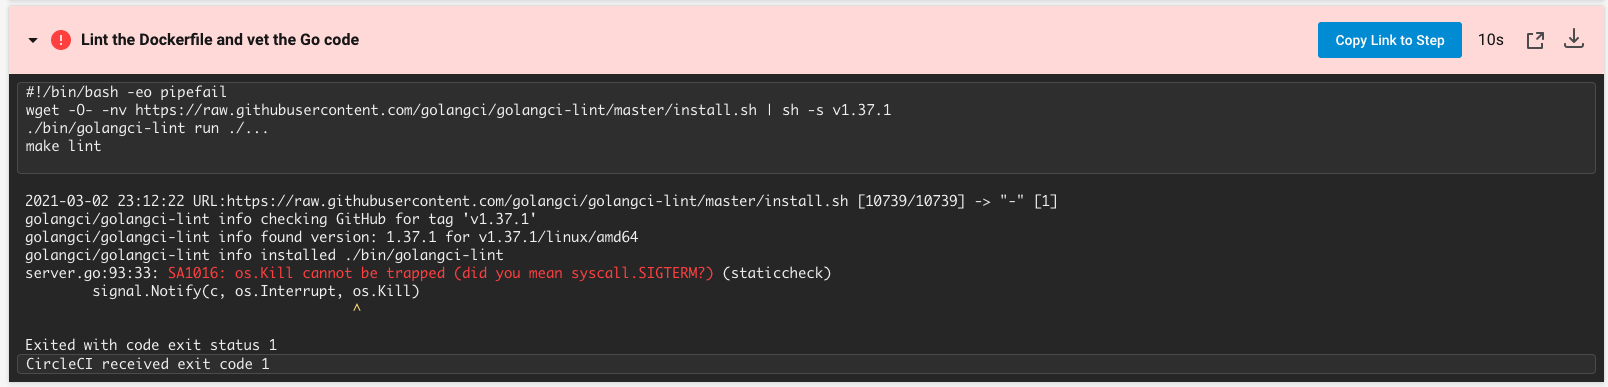 Lint the Dockerfile and vet the Go code
Copy Link to Step
10s
#!/bin/bash -eo pipefail
wget -O- -nv https://raw.githubusercontent.com/golangci/golangci-lint/master/install.sh | sh -s v1.37.1
./bin/golangci-lint run ./...
make lint
2021-03-02 23:12:22 URL:https://raw.githubusercontent.com/golangci/golangci-lint/master/install.sh [10739/10739] -> "-" [1]
golangci/golangci-lint info checking GitHub for tag 'v1.37.1'
golangci/golangci-lint info found version: 1.37.1 for v1.37.1/linux/amd64
golangci/golangci-lint info installed ./bin/golangci-lint
server.go:93:33: SA1016: os.Kill cannot be trapped (did you mean syscall.SIGTERM?) (staticcheck)
        signal.Notify(c, os.Interrupt, os.Kill)
                                       ^
Exited with code exit status 1
CircleCI received exit code 1